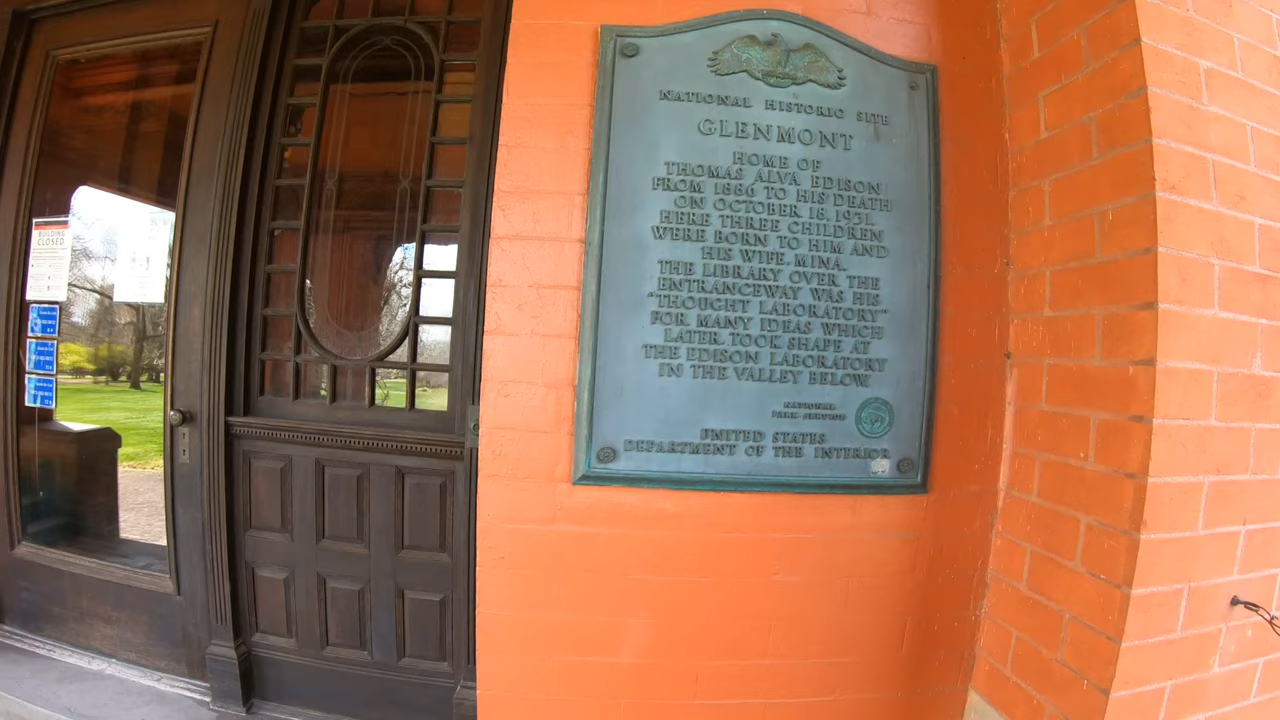 BUILDING
CLOSED
NATIONAL HISTORIC SITE
GLENMONT
HOME OF
THOMAS ALVA EDISON
FROM 1886 TO HIS DEATH
ON OCTOBER 18, 1931.
HERE THREE CHILDREN
WERE BORN TO HIM AND
HIS WIFE, MINA.
THE LIBRARY OVER THE
ENTRANCEWAY WAS HIS
"THOUGHT LABORATORY"
FOR MANY IDEAS WHICH
LATER TOOK SHAPE AT
THE EDISON LABORATORY
IN THE VALLEY BELOW
NATIONAL
PARK SERVICE
UNITED STATES
DEPARTMENT OF THE INTERIOR